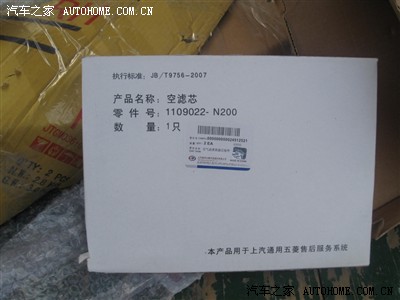 汽车之家 AUTOHOME.COM.CN
执行标准：JB/T9756-2007
产品名称：空滤芯
零件号：1109022-N200
数 量：1只
本产品用于上汽通用五菱售后服务系统
汽车之家 AUTOHOME.COM.CN